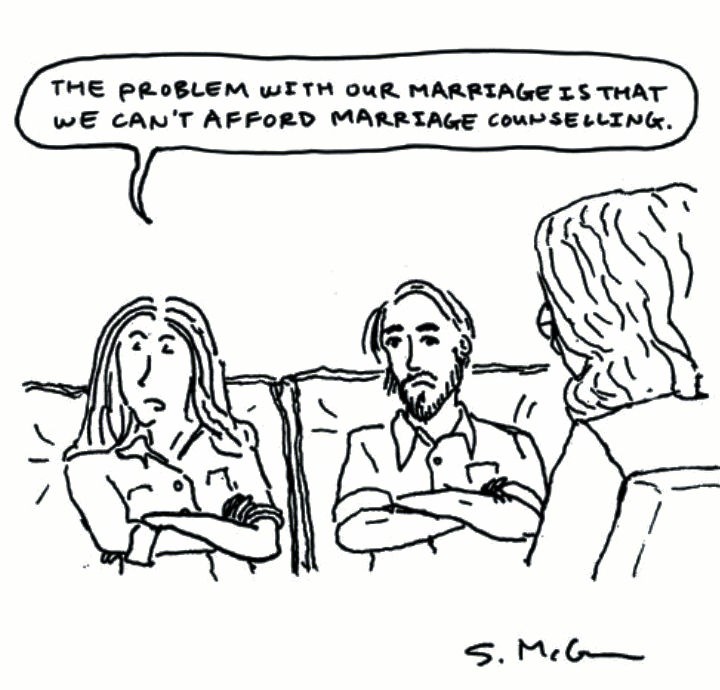 THE PROBLEM WITH OUR MARRIAGE IS THAT
WE CAN'T AFFORD MARRIAGE COUNSELLING.